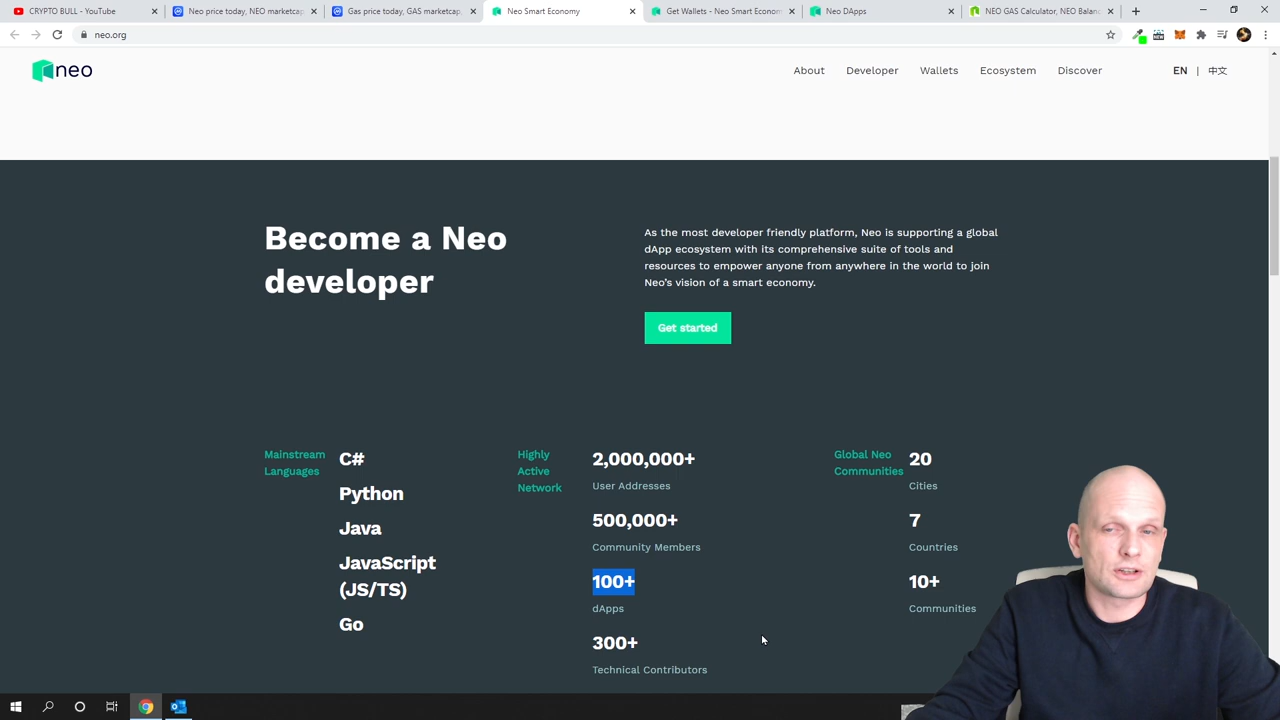 CRYPTO BULL - YouTube
Neo price today, NEO marketcap
Gas price today, GAS marketcap,
Neo Smart Economy
Get Wallets - Neo Smart Econom
Neo DApps
NEO GAS Calculator, NEO Balanc
neo.org
neo
About
Developer
Wallets
Ecosystem
Discover
EN | 中文
Become a Neo
developer
As the most developer friendly platform, Neo is supporting a global
dApp ecosystem with its comprehensive suite of tools and
resources to empower anyone from anywhere in the world to join
Neo's vision of a smart economy.
Get started
Mainstream
Languages
C#
Python
Java
JavaScript
(JS/TS)
Go
Highly
Active
Network
2,000,000+
User Addresses
500,000+
Community Members
100+
dApps
300+
Technical Contributors
Global Neo
Communities
20
Cities
7
Countries
10+
Communities